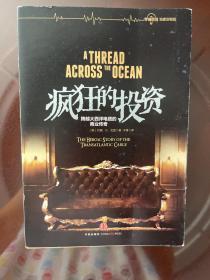 A THREAD
ACROSS THE OCEAN
疯狂的投资
跨越大西洋电缆的
商业传奇
THE HEROIC STORY OF THE
TRANSATLANTIC CABLE